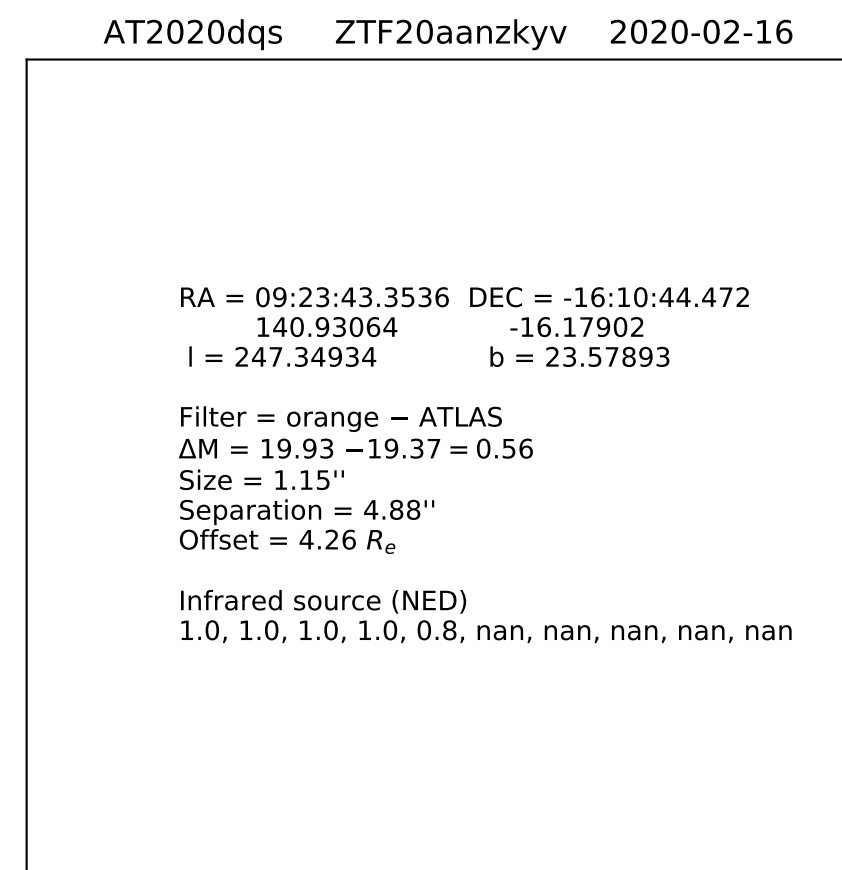 AT2020dqs ZTF20aanzkyv 2020-02-16
RA = 09:23:43.3536 DEC = -16:10:44.472
140.93064 -16.17902
l = 247.34934 b = 23.57893
Filter = orange − ATLAS
ΔM = 19.93 −19.37 = 0.56
Size = 1.15''
Separation = 4.88''
Offset = 4.26 Rₑ
Infrared source (NED)
1.0, 1.0, 1.0, 1.0, 0.8, nan, nan, nan, nan, nan